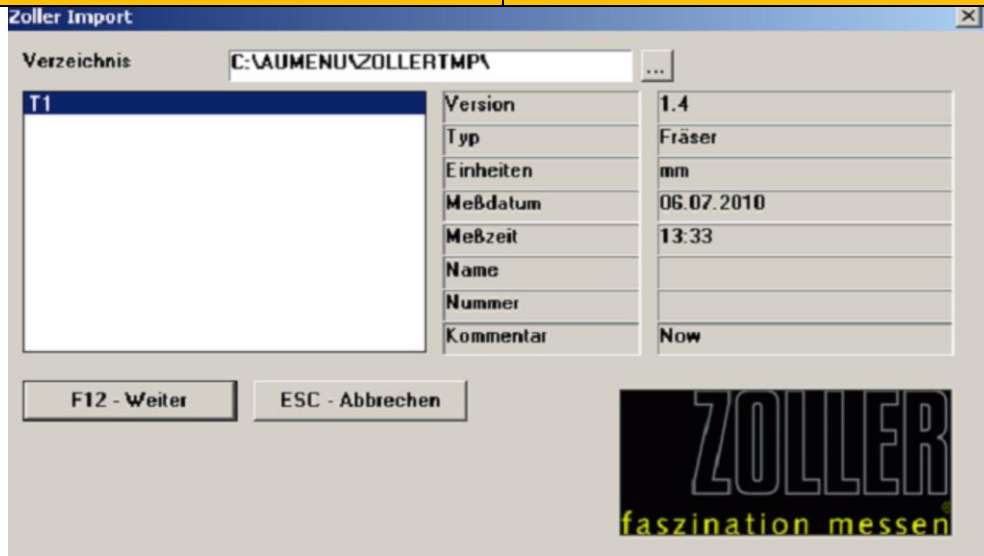 Zoller Import
Verzeichnis C:\AUMENU\ZOLLERTMP\ ...
T1
Version 1.4
Typ Fräser
Einheiten mm
Meßdatum 06.07.2010
Meßzeit 13:33
Name
Nummer
Kommentar Now
F12 - Weiter ESC - Abbrechen
ZOLLER
faszination messen